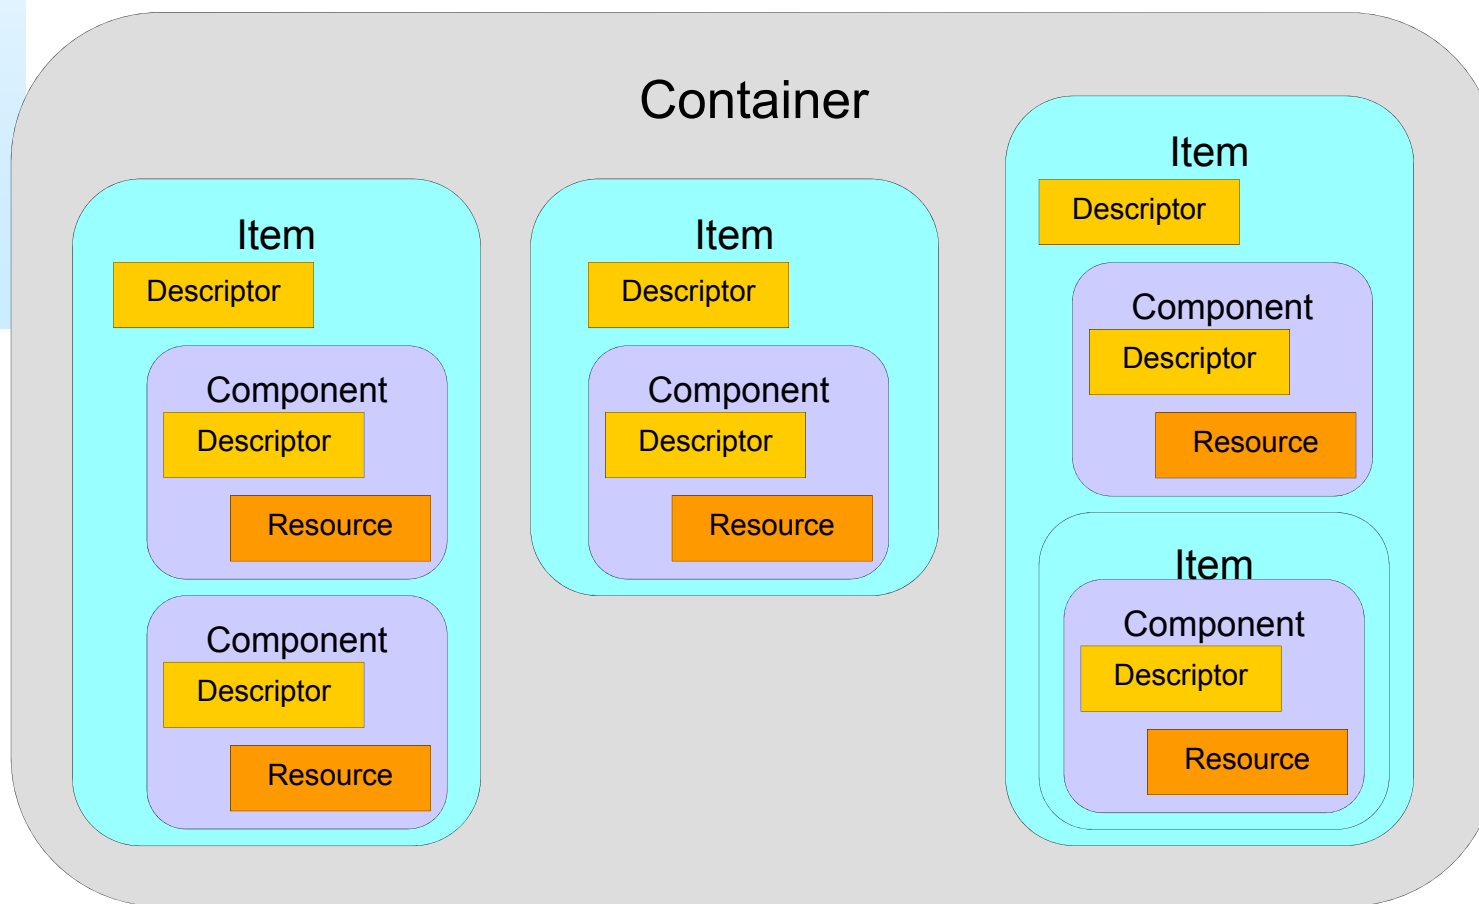 Container
Item
Descriptor
Component
Descriptor
Resource
Component
Descriptor
Resource
Item
Descriptor
Component
Descriptor
Resource
Item
Descriptor
Component
Descriptor
Resource
Item
Component
Descriptor
Resource